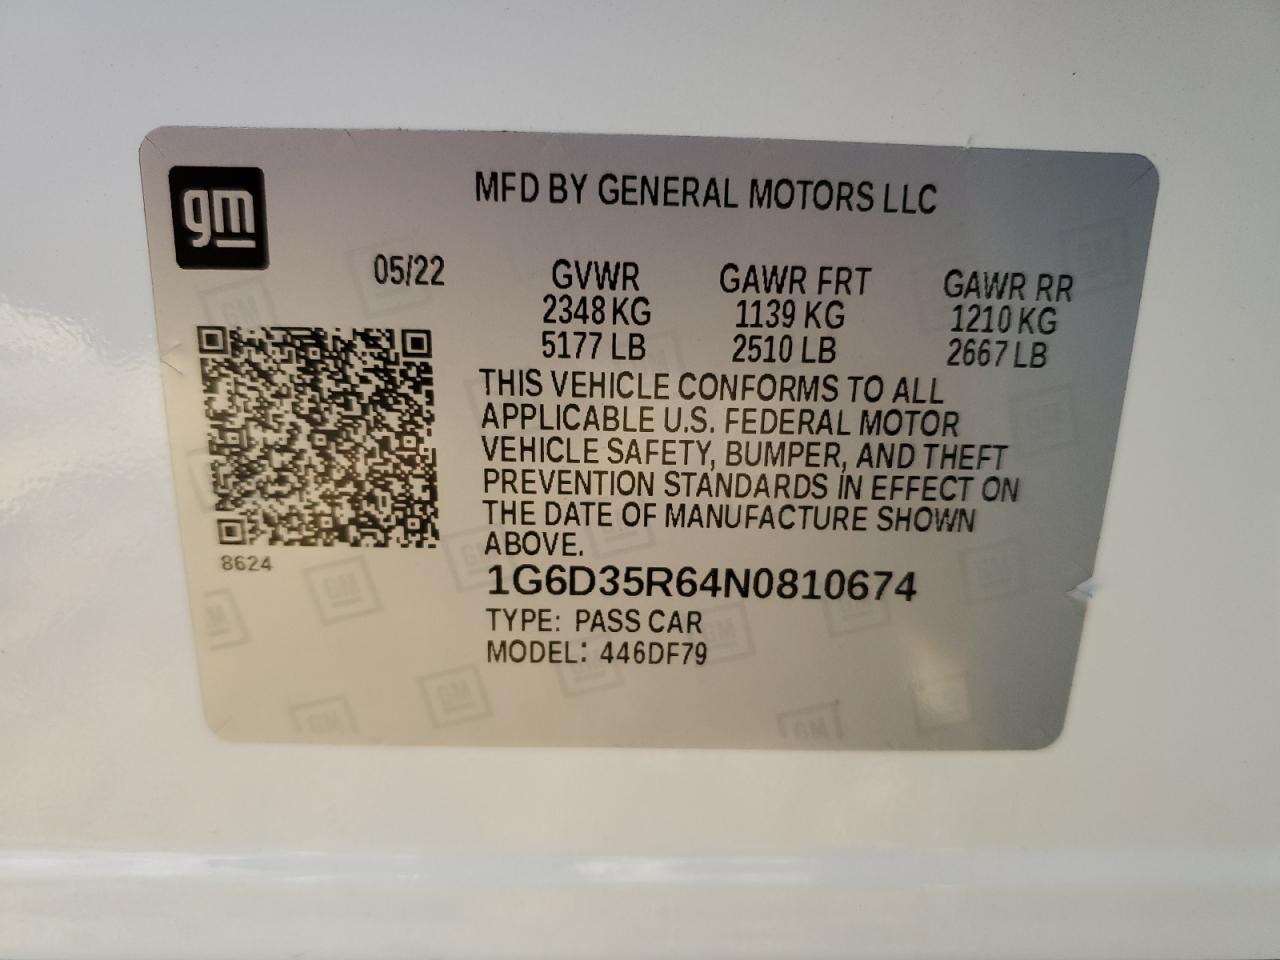 gm
MFD BY GENERAL MOTORS LLC
05/22
GVWR GAWR FRT GAWR RR
2348 KG 1139 KG 1210 KG
5177 LB 2510 LB 2667 LB
THIS VEHICLE CONFORMS TO ALL
APPLICABLE U.S. FEDERAL MOTOR
VEHICLE SAFETY, BUMPER, AND THEFT
PREVENTION STANDARDS IN EFFECT ON
THE DATE OF MANUFACTURE SHOWN
ABOVE.
8624
1G6D35R64N0810674
TYPE: PASS CAR
MODEL: 446DF79